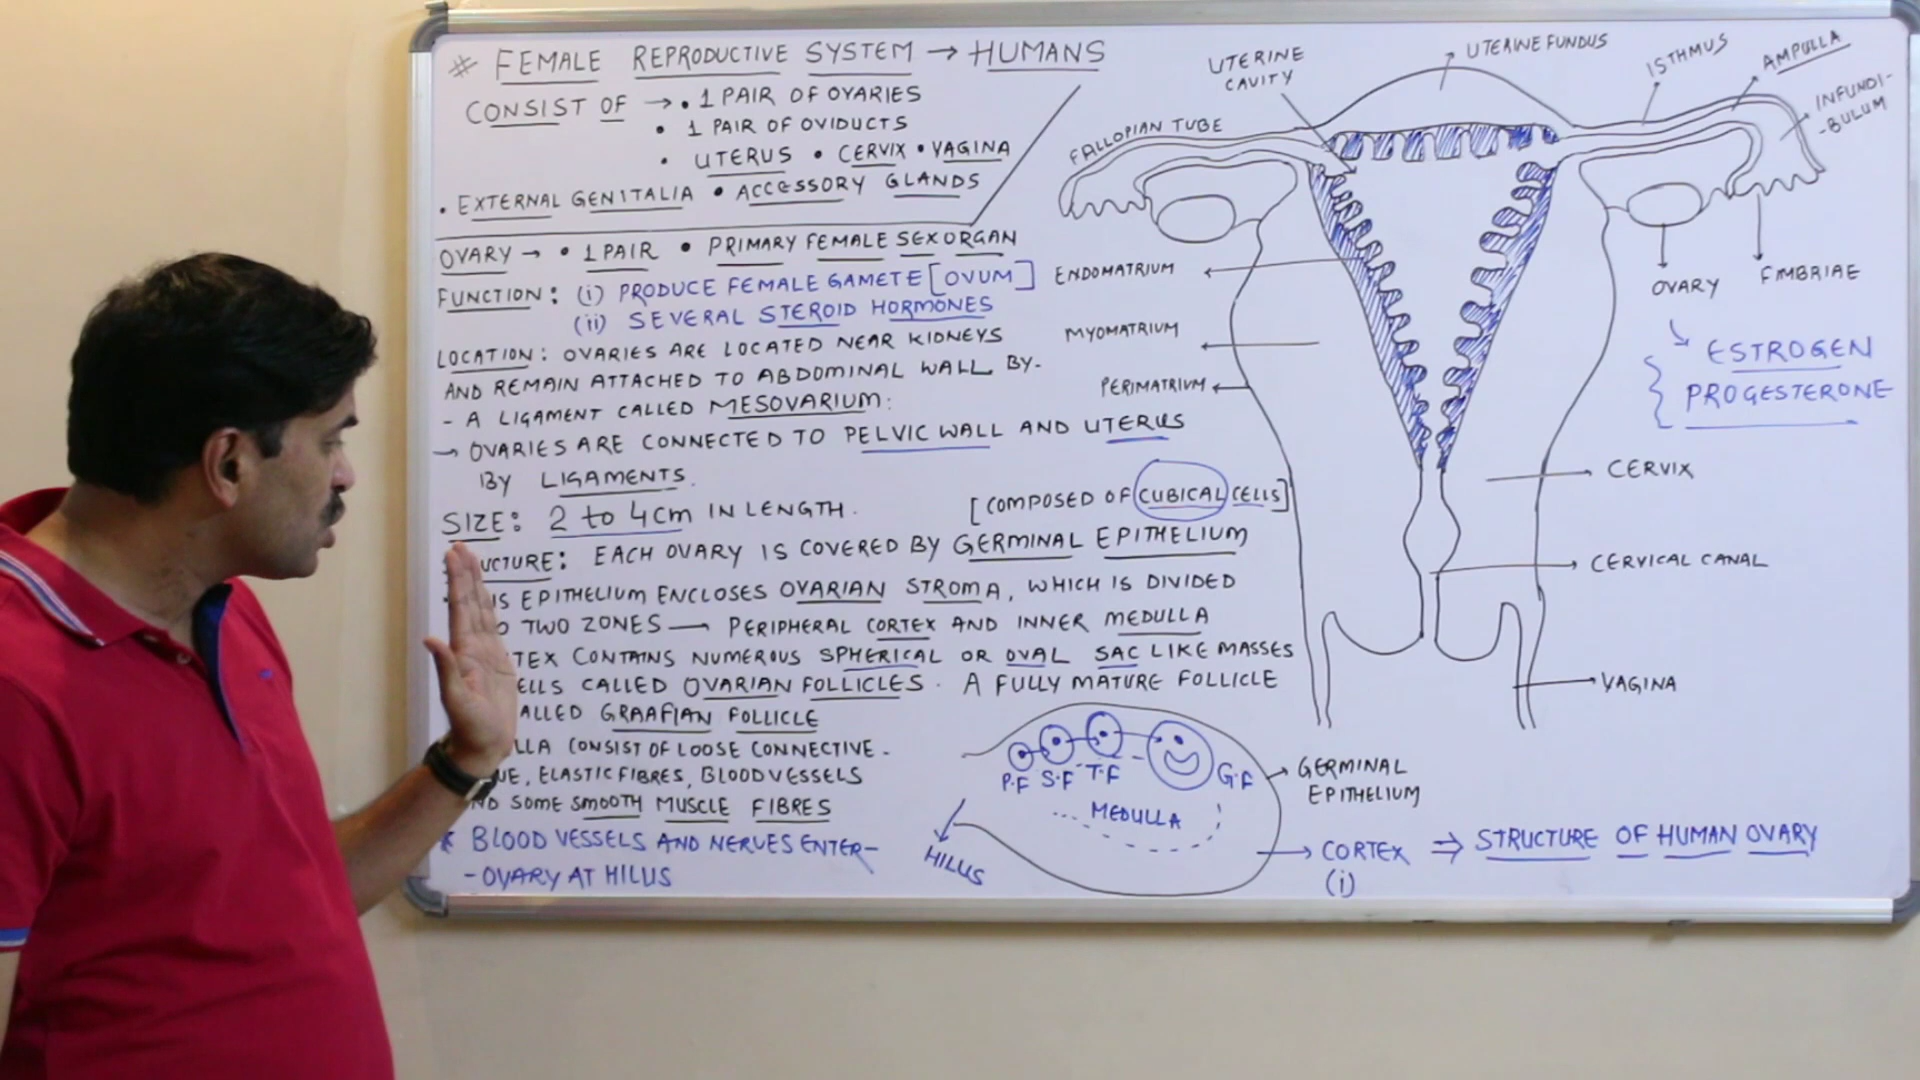 # FEMALE REPRODUCTIVE SYSTEM → HUMANS
CONSIST OF → • 1 PAIR OF OVARIES
• 1 PAIR OF OVIDUCTS
• UTERUS • CERVIX • VAGINA
• EXTERNAL GENITALIA • ACCESSORY GLANDS
OVARY → • 1 PAIR • PRIMARY FEMALE SEX ORGAN
FUNCTION: (i) PRODUCE FEMALE GAMETE [OVUM]
(ii) SEVERAL STEROID HORMONES
LOCATION: OVARIES ARE LOCATED NEAR KIDNEYS
AND REMAIN ATTACHED TO ABDOMINAL WALL BY-
- A LIGAMENT CALLED MESOVARIUM:
→ OVARIES ARE CONNECTED TO PELVIC WALL AND UTERUS
BY LIGAMENTS.
SIZE: 2 to 4cm IN LENGTH.
[COMPOSED OF CUBICAL CELLS]
UCTURE: EACH OVARY IS COVERED BY GERMINAL EPITHELIUM
IS EPITHELIUM ENCLOSES OVARIAN STROMA, WHICH IS DIVIDED
O TWO ZONES — PERIPHERAL CORTEX AND INNER MEDULLA
TEX CONTAINS NUMEROUS SPHERICAL OR OVAL SAC LIKE MASSES
ELLS CALLED OVARIAN FOLLICLES. A FULLY MATURE FOLLICLE
ALLED GRAAFIAN FOLLICLE
LLA CONSIST OF LOOSE CONNECTIVE-
UE, ELASTIC FIBRES, BLOOD VESSELS
ND SOME SMOOTH MUSCLE FIBRES
* BLOOD VESSELS AND NERVES ENTER-
- OVARY AT HILUS
UTERINE CAVITY
UTERINE FUNDUS
ISTHMUS
AMPULLA
INFUNDI-
-BULUM
FALLOPIAN TUBE
ENDOMATRIUM
MYOMATRIUM
PERIMATRIUM
OVARY
FIMBRIAE
ESTROGEN
PROGESTERONE
CERVIX
CERVICAL CANAL
VAGINA
P.F S.F T.F G.F
MEDULLA
HILUS
→ GERMINAL
EPITHELIUM
→ CORTEX ⇒ STRUCTURE OF HUMAN OVARY
(i)